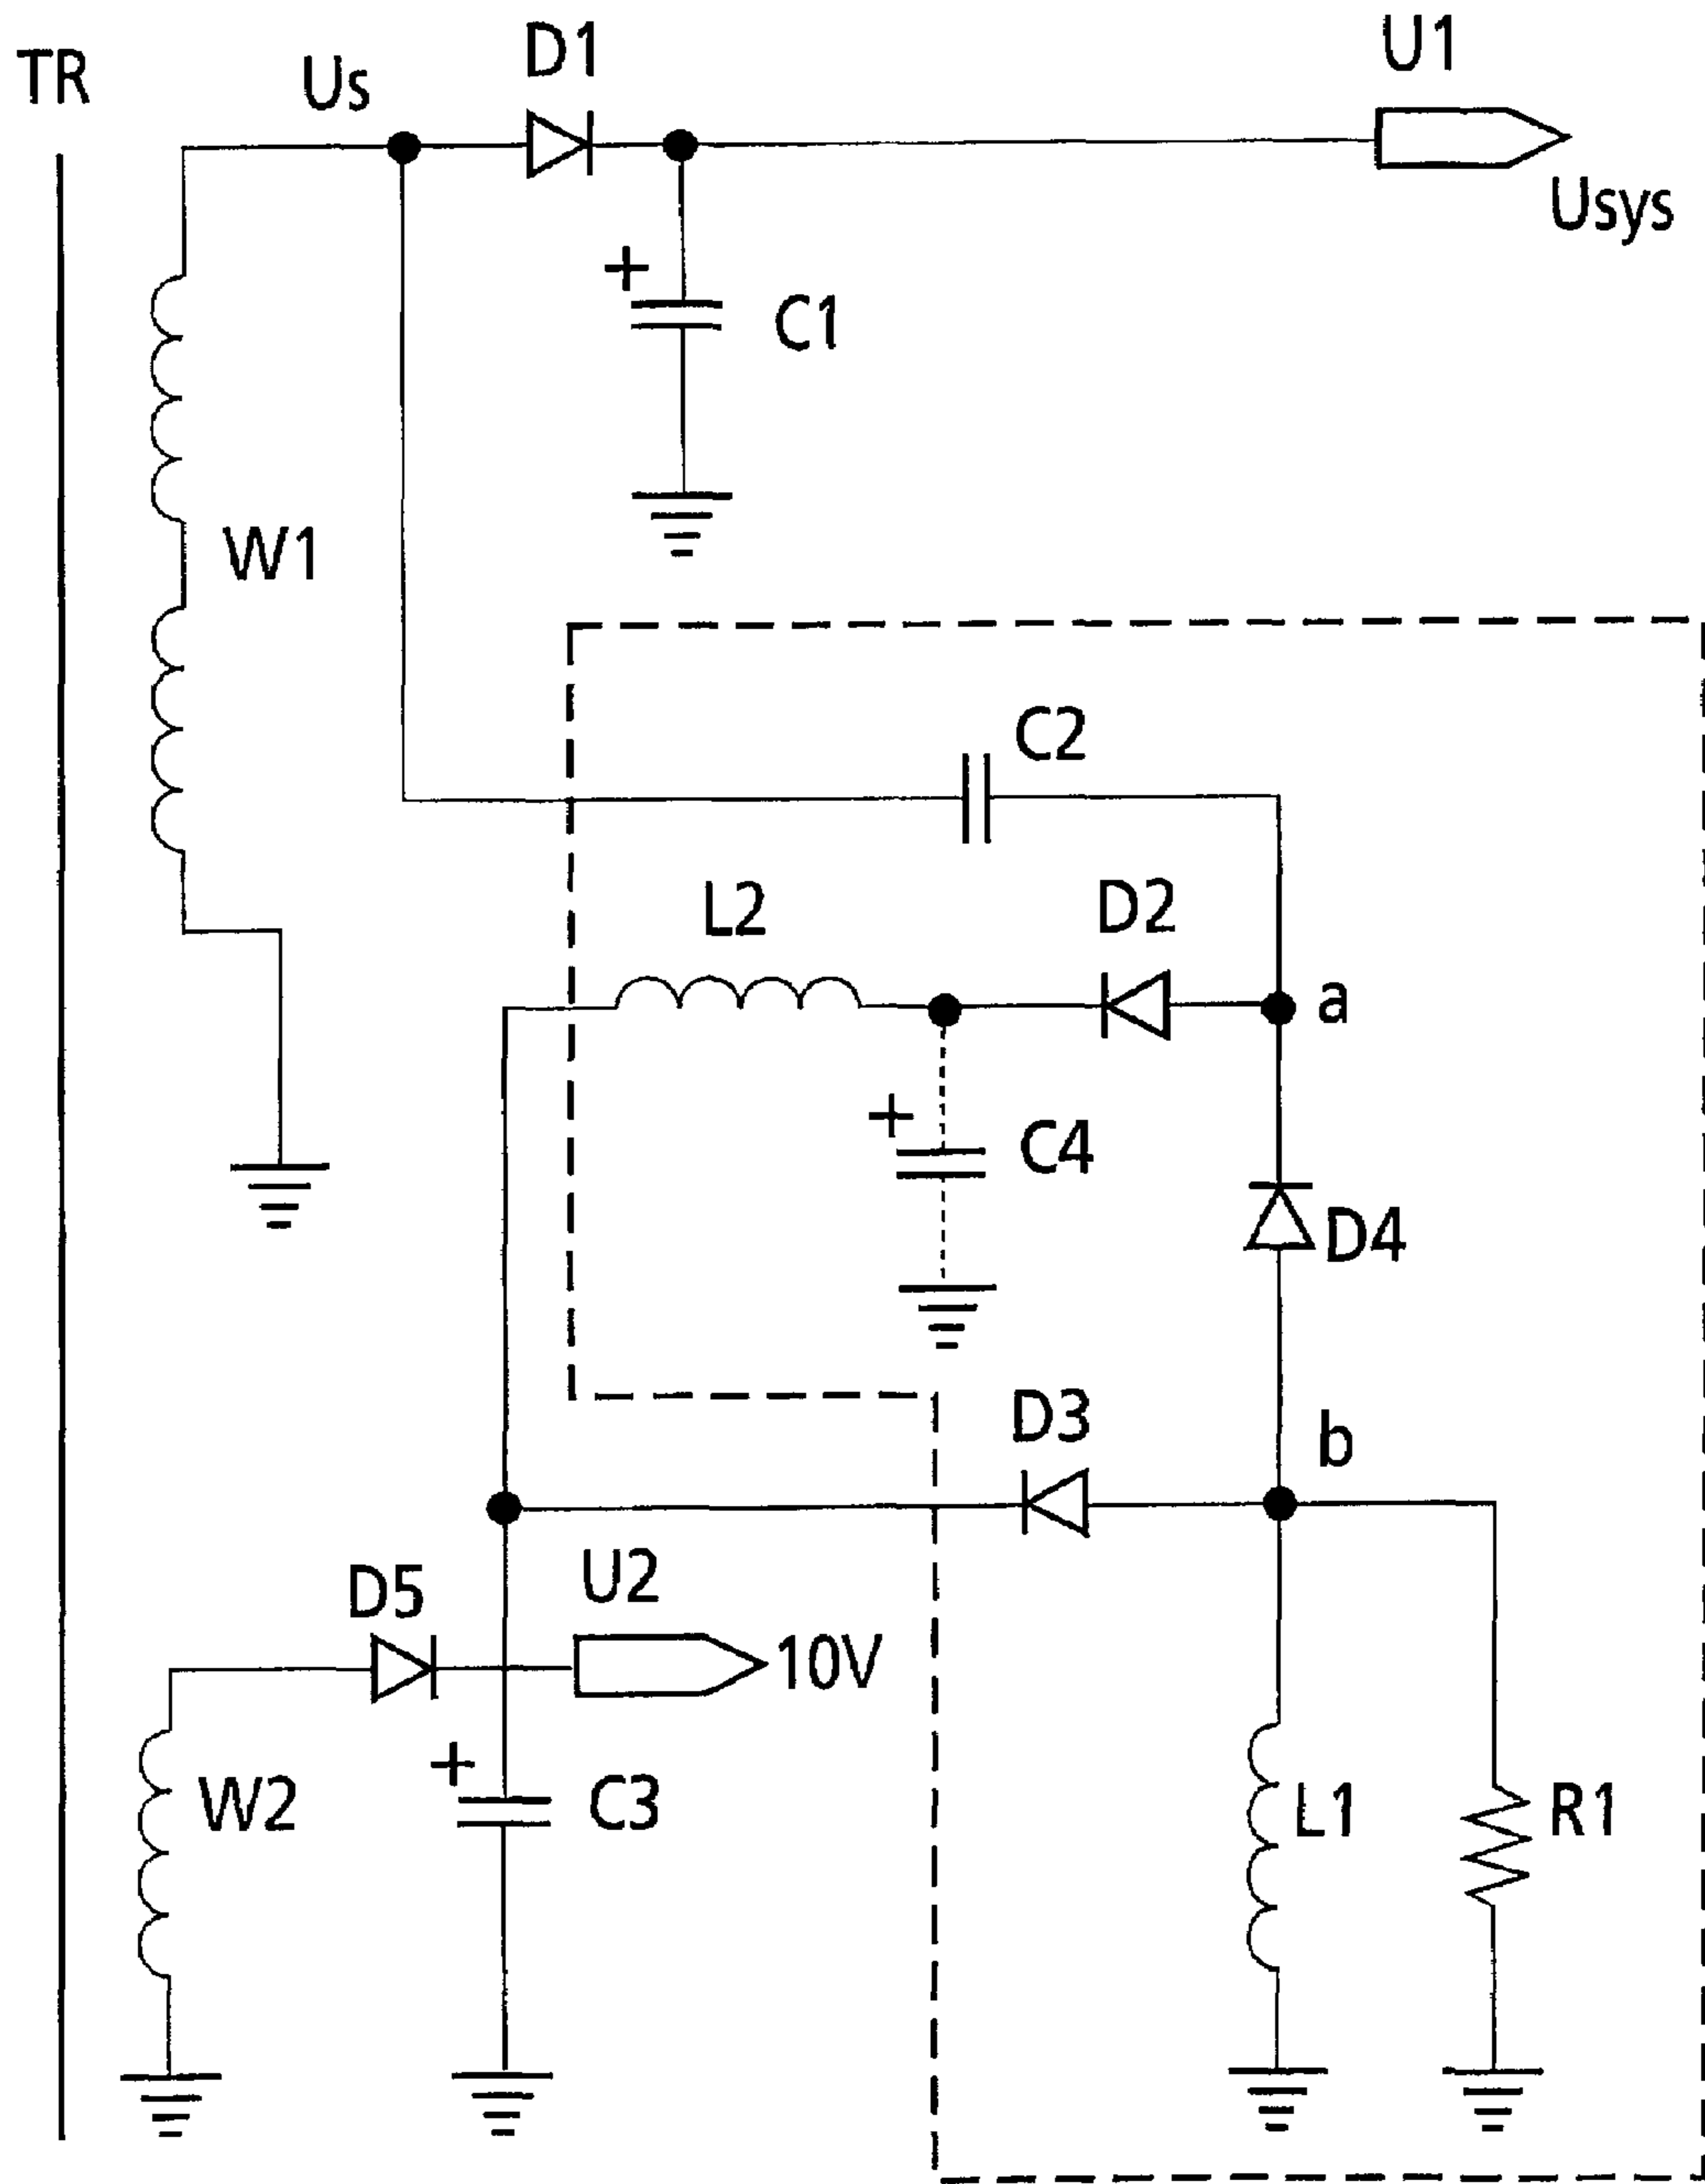 TR
Us
D1
U1
Usys
+
C1
W1
C2
L2
D2
a
+
C4
D4
D3
b
D5
U2
10V
W2
+
C3
L1
R1